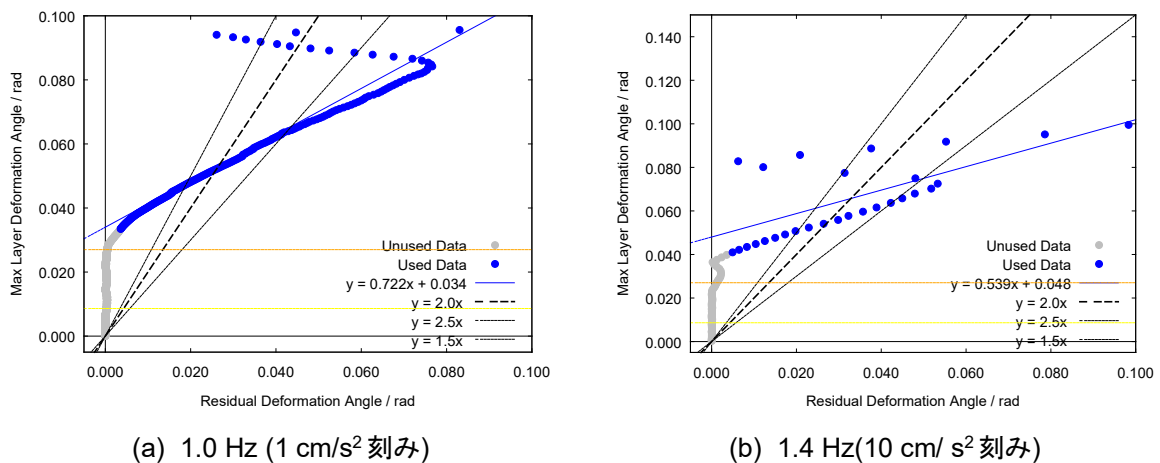 0.100
0.080
0.060
0.040
0.020
0.000
Max Layer Deformation Angle / rad
Unused Data
Used Data
y = 0.722x + 0.034
y = 2.0x
y = 2.5x
y = 1.5x
0.000 0.020 0.040 0.060 0.080 0.100
Residual Deformation Angle / rad
(a) 1.0 Hz (1 cm/s² 刻み)
0.140
0.120
0.100
0.080
0.060
0.040
0.020
0.000
Max Layer Deformation Angle / rad
Unused Data
Used Data
y = 0.539x + 0.048
y = 2.0x
y = 2.5x
y = 1.5x
0.000 0.020 0.040 0.060 0.080 0.100
Residual Deformation Angle / rad
(b) 1.4 Hz(10 cm/ s² 刻み)